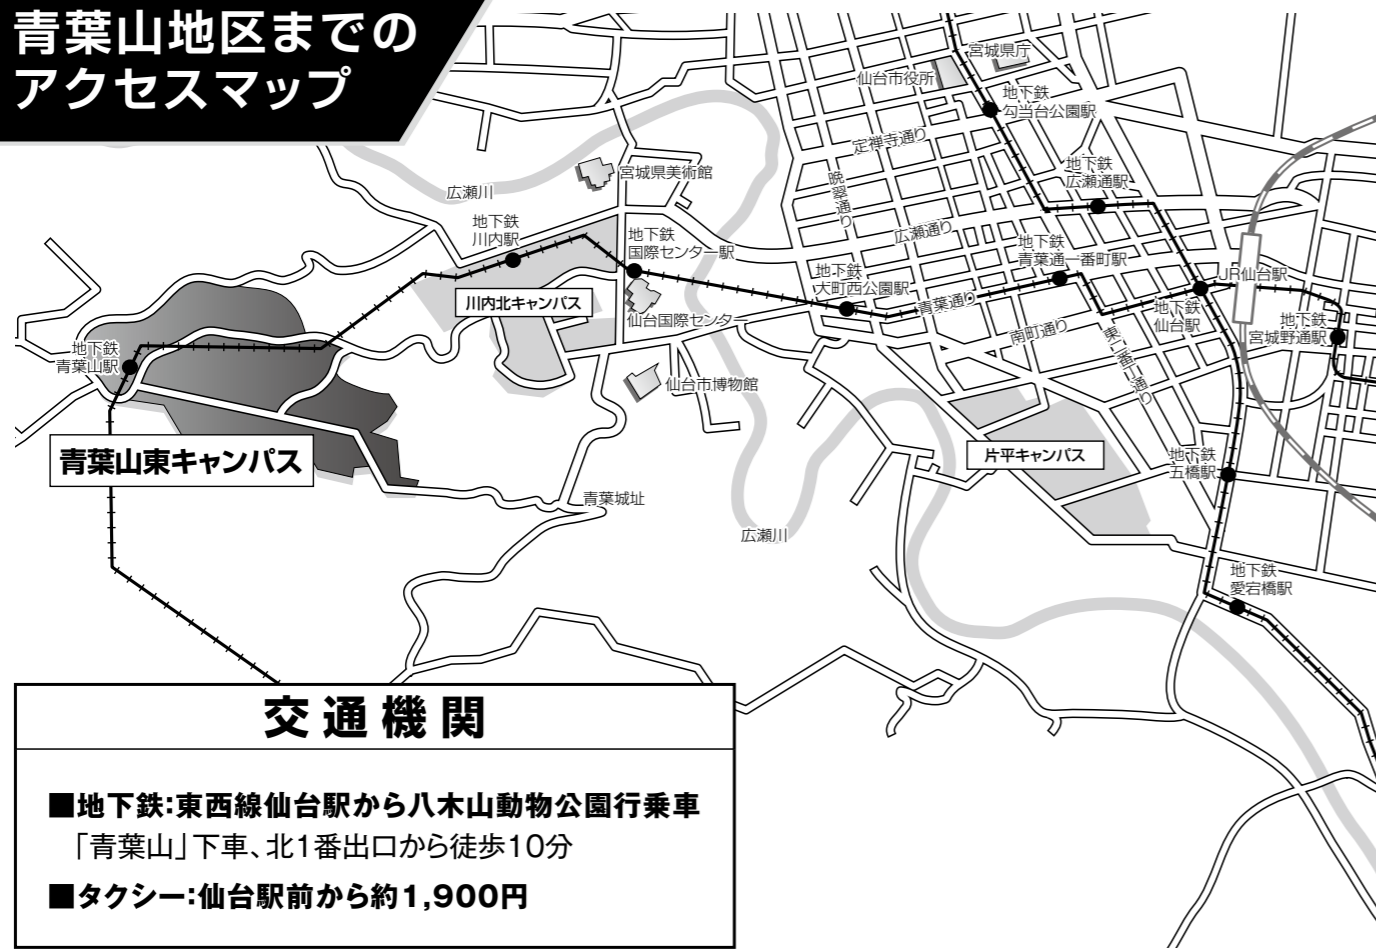 青葉山地区までの
アクセスマップ
宮城県庁
仙台市役所
地下鉄
勾当台公園駅
定禅寺通り
地下鉄
広瀬通駅
宮城県美術館
晩翠通り
広瀬川
地下鉄
川内駅
地下鉄
国際センター駅
広瀬通り
地下鉄
青葉通一番町駅
地下鉄
大町西公園駅
JR仙台駅
川内北キャンパス
青葉通り
仙台国際センター
地下鉄
仙台駅
地下鉄
宮城野通駅
南町通り
東二番丁通り
地下鉄
青葉山駅
仙台市博物館
青葉山東キャンパス
片平キャンパス
地下鉄
五橋駅
青葉城址
広瀬川
地下鉄
愛宕橋駅
交通機関
■地下鉄:東西線仙台駅から八木山動物公園行乗車
「青葉山」下車、北1番出口から徒歩10分
■タクシー:仙台駅前から約1,900円